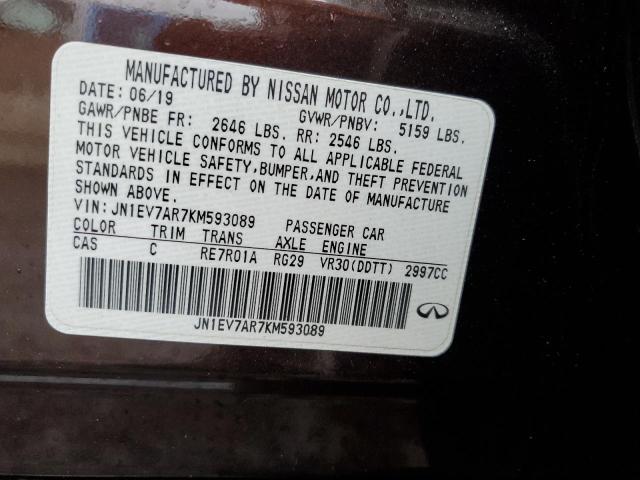 MANUFACTURED BY NISSAN MOTOR CO.,LTD.
DATE: 06/19 GVWR/PNBV: 5159 LBS.
GAWR/PNBE FR: 2646 LBS. RR: 2546 LBS.
THIS VEHICLE CONFORMS TO ALL APPLICABLE FEDERAL
MOTOR VEHICLE SAFETY,BUMPER,AND THEFT PREVENTION
STANDARDS IN EFFECT ON THE DATE OF MANUFACTURE
SHOWN ABOVE.
VIN:JN1EV7AR7KM593089 PASSENGER CAR
COLOR TRIM TRANS AXLE ENGINE
CAS C RE7R01A RG29 VR30(DDTT) 2997CC
JN1EV7AR7KM593089